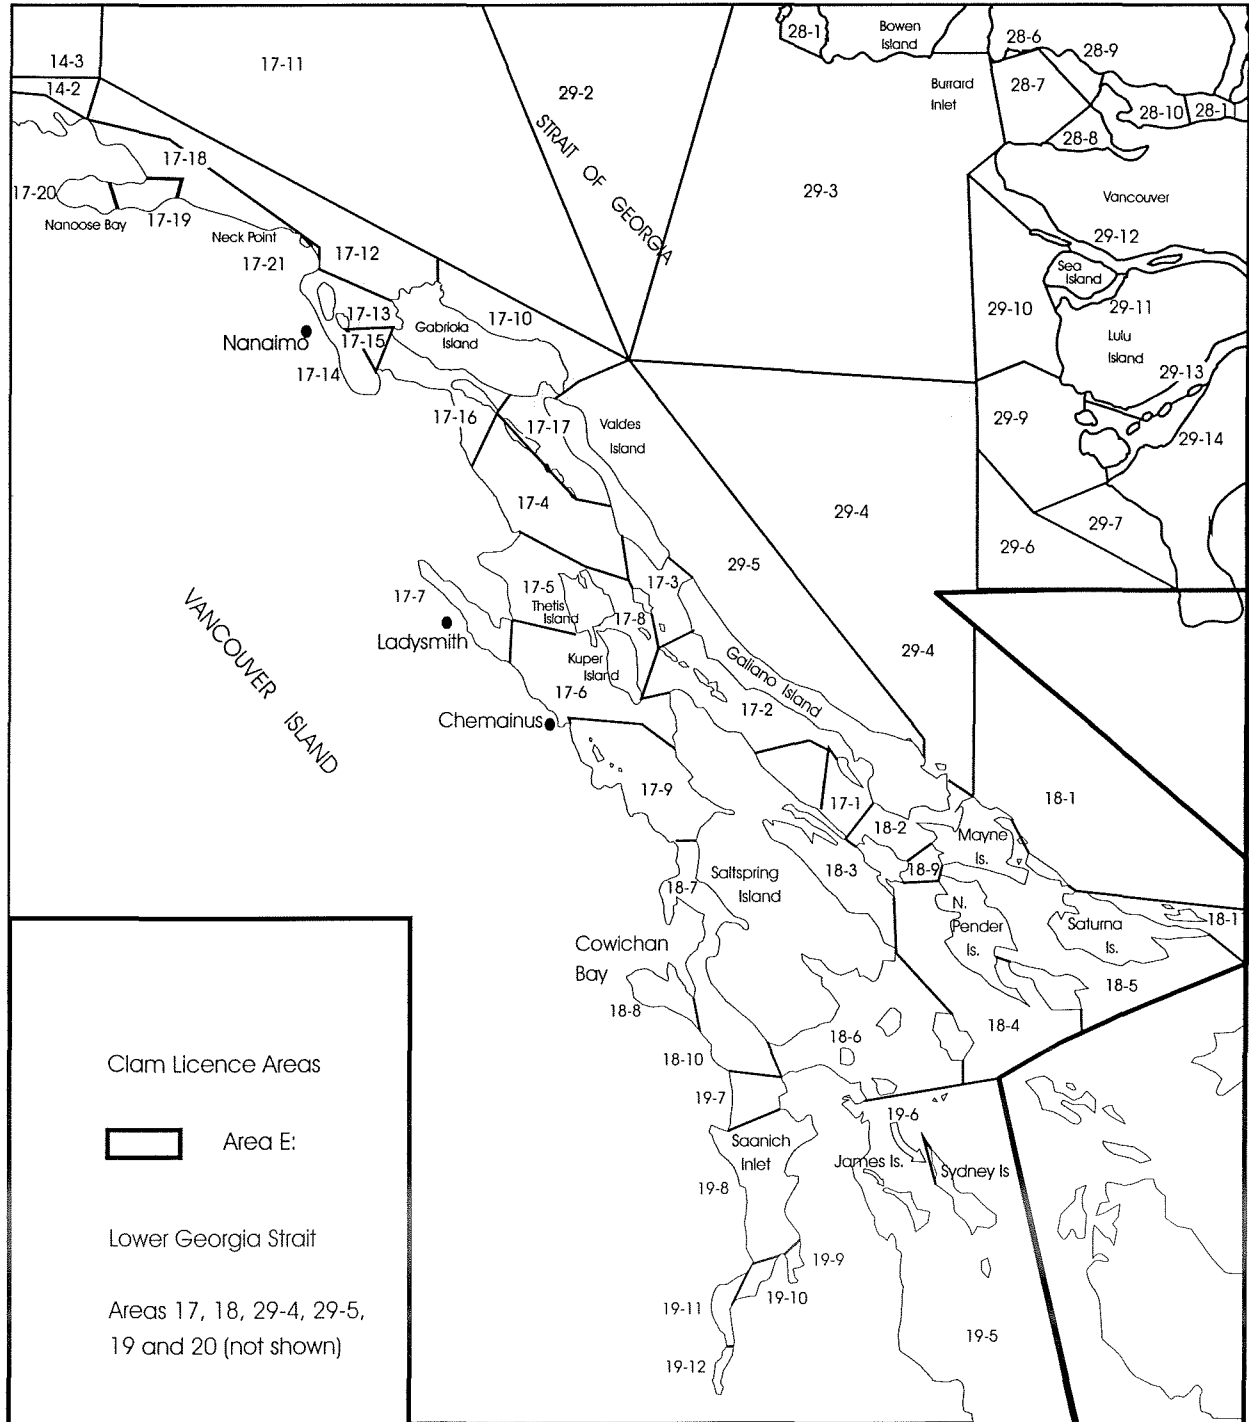 14-3
14-2
17-11
29-2
28-1
Bowen
Island
28-6
28-9
Burrard
Inlet
28-7
28-10
28-1
28-8
STRAIT OF GEORGIA
17-18
17-20
17-19
Nanoose Bay
Neck Point
17-21
17-12
29-3
Vancouver
29-12
Sea
Island
29-10
29-11
Lulu
Island
29-13
17-13
17-15
17-10
Gabriola
Island
Nanaimo
17-14
17-16
17-17
Valdes
Island
29-9
29-14
17-4
29-4
29-7
29-6
29-5
17-3
17-5
17-7
Thetis
Island
17-8
Ladysmith
VANCOUVER ISLAND
Kuper
Island
17-6
Galiano Island
29-4
17-2
Chemainus
17-9
17-1
18-1
18-2
Mayne
Is.
18-3
18-9
Saltspring
Island
18-7
N.
Pender
Is.
Saturna
Is.
18-1
Cowichan
Bay
18-5
18-8
18-4
18-6
18-10
19-7
19-6
Saanich
Inlet
James Is.
Sydney Is
19-8
19-9
19-10
19-11
19-5
19-12
Clam Licence Areas
Area E:
Lower Georgia Strait
Areas 17, 18, 29-4, 29-5,
19 and 20 (not shown)